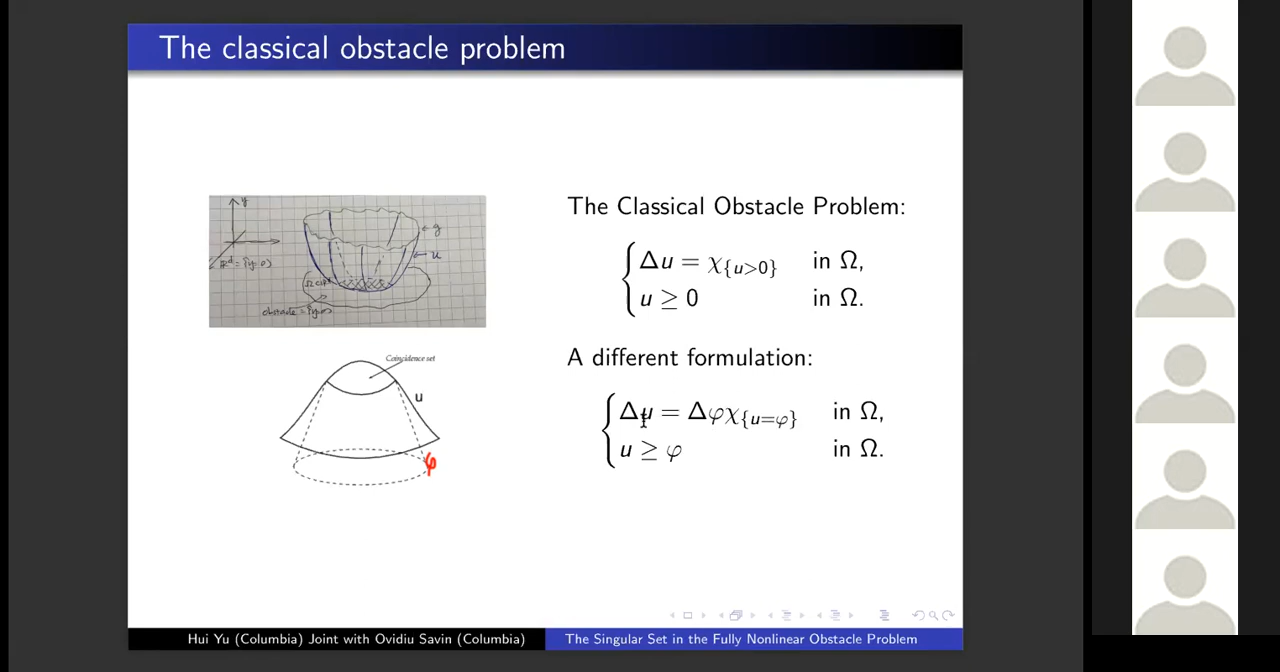 The classical obstacle problem
y
g
u
Coincidence set
u
φ
The Classical Obstacle Problem:
Δu = χ{u>0} in Ω,
u ≥ 0 in Ω.
A different formulation:
Δu = Δφχ{u=φ} in Ω,
u ≥ φ in Ω.
Hui Yu (Columbia) Joint with Ovidiu Savin (Columbia)
The Singular Set in the Fully Nonlinear Obstacle Problem